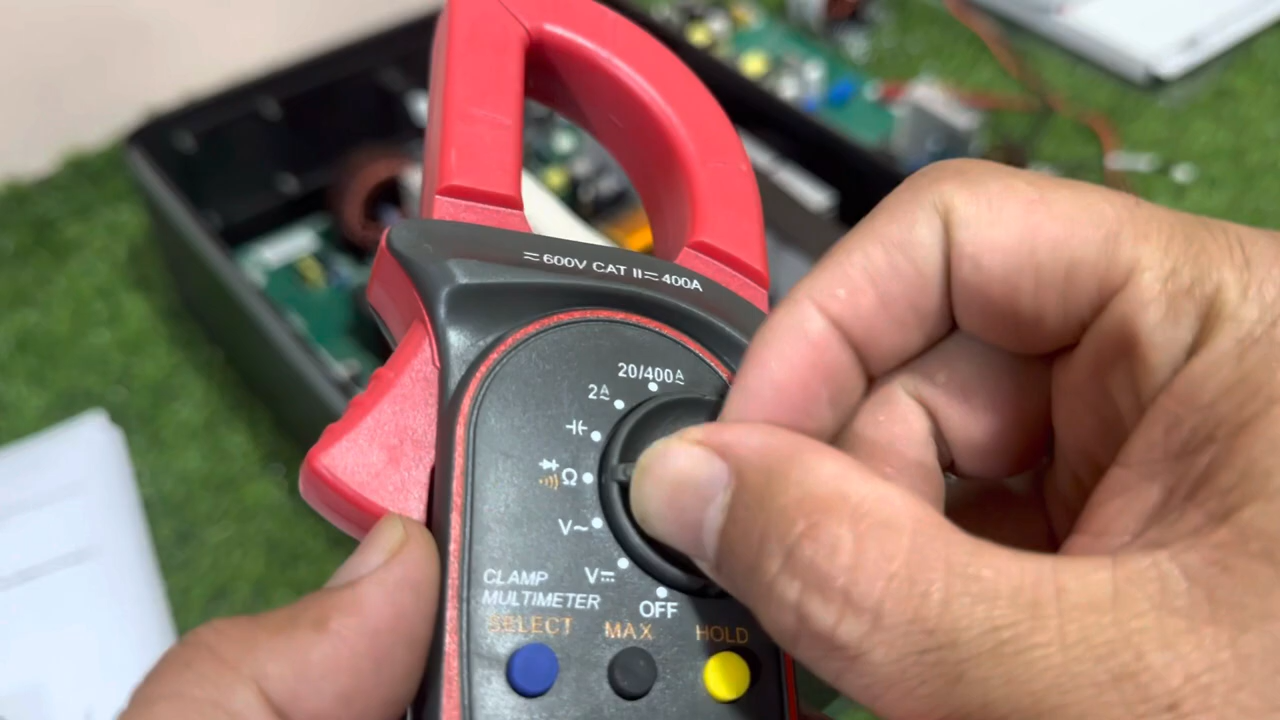 ⎓600V CAT II⎓400A
20/400A
2A
Ω
V~
V⎓
CLAMP
MULTIMETER
OFF
SELECT MAX HOLD